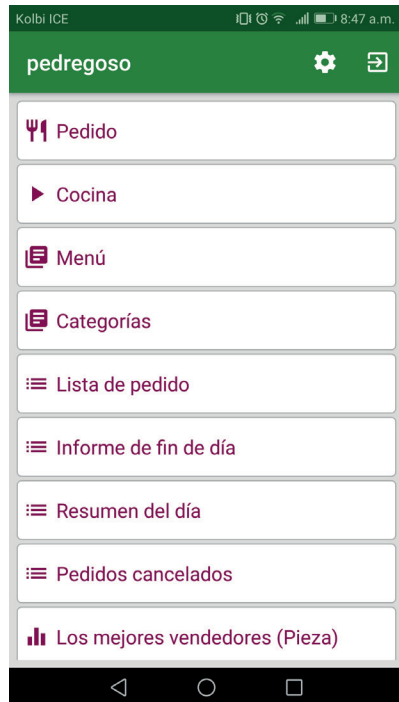 Kolbi ICE 8:47 a.m.
pedregoso
Pedido
Cocina
Menú
Categorías
Lista de pedido
Informe de fin de día
Resumen del día
Pedidos cancelados
Los mejores vendedores (Pieza)